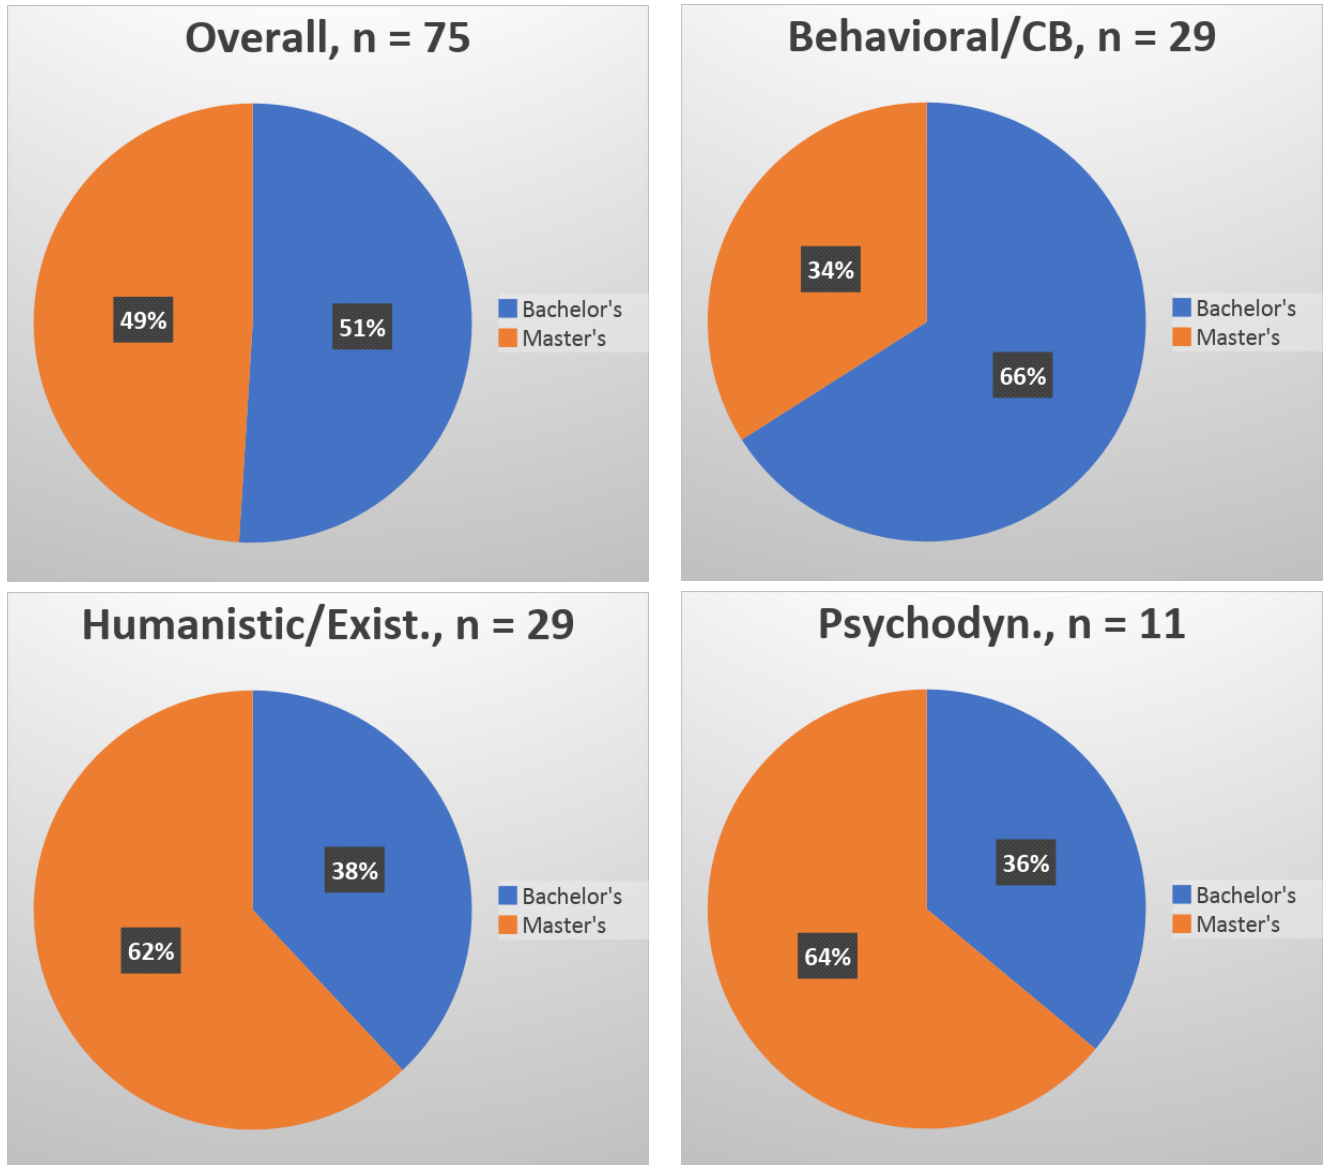 Overall, n = 75
49%
51%
Bachelor's
Master's
Behavioral/CB, n = 29
34%
66%
Bachelor's
Master's
Humanistic/Exist., n = 29
38%
62%
Bachelor's
Master's
Psychodyn., n = 11
36%
64%
Bachelor's
Master's